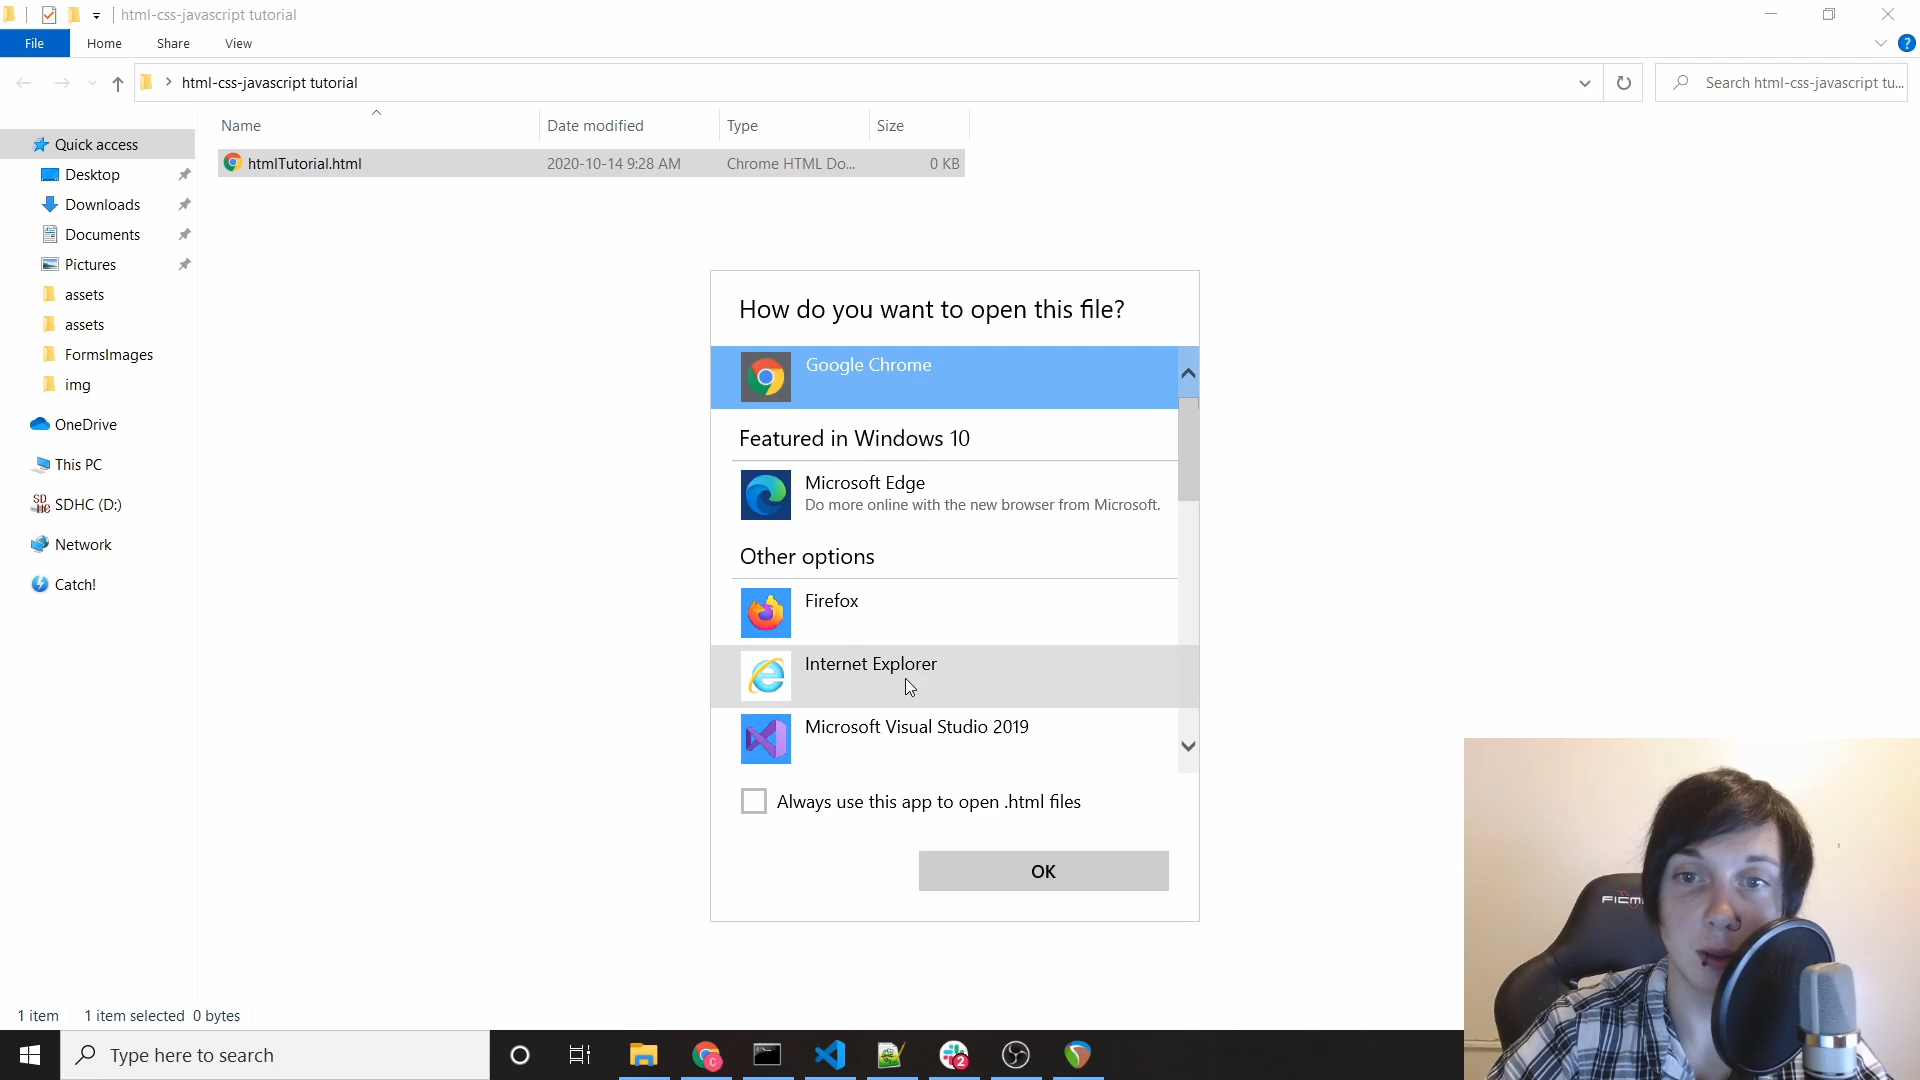 html-css-javascript tutorial
File Home Share View
html-css-javascript tutorial
Search html-css-javascript tu...
Name Date modified Type Size
htmlTutorial.html 2020-10-14 9:28 AM Chrome HTML Do... 0 KB
Quick access
Desktop
Downloads
Documents
Pictures
assets
assets
FormsImages
img
OneDrive
This PC
SDHC (D:)
Network
Catch!
How do you want to open this file?
Google Chrome
Featured in Windows 10
Microsoft Edge
Do more online with the new browser from Microsoft.
Other options
Firefox
Internet Explorer
Microsoft Visual Studio 2019
Always use this app to open .html files
OK
1 item 1 item selected 0 bytes
Type here to search
2